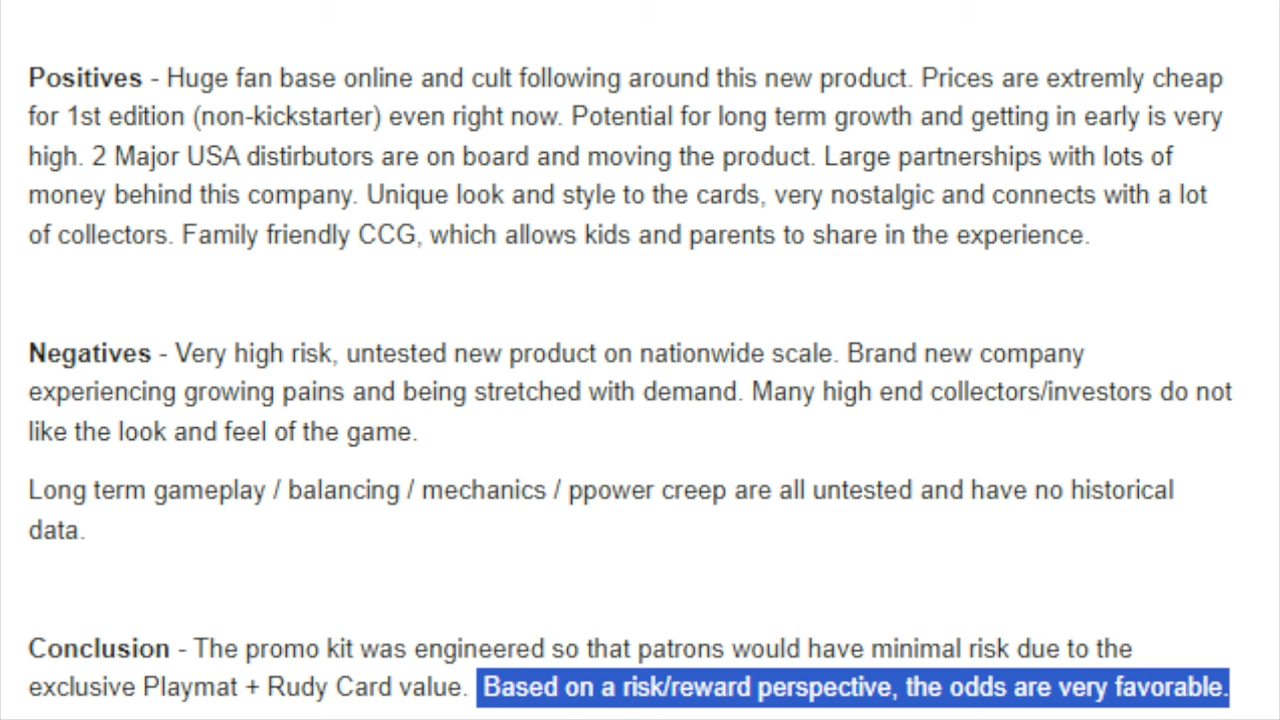 Positives - Huge fan base online and cult following around this new product. Prices are extremly cheap
for 1st edition (non-kickstarter) even right now. Potential for long term growth and getting in early is very
high. 2 Major USA distirbutors are on board and moving the product. Large partnerships with lots of
money behind this company. Unique look and style to the cards, very nostalgic and connects with a lot
of collectors. Family friendly CCG, which allows kids and parents to share in the experience.
Negatives - Very high risk, untested new product on nationwide scale. Brand new company
experiencing growing pains and being stretched with demand. Many high end collectors/investors do not
like the look and feel of the game.
Long term gameplay / balancing / mechanics / ppower creep are all untested and have no historical
data.
Conclusion - The promo kit was engineered so that patrons would have minimal risk due to the
exclusive Playmat + Rudy Card value. Based on a risk/reward perspective, the odds are very favorable.